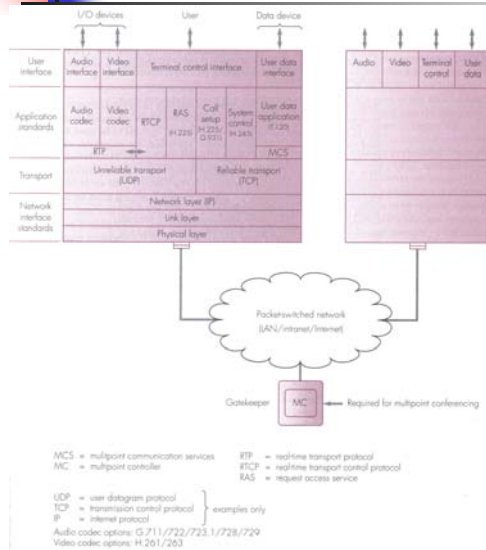 I/O devices
User
Data device
User interface
Audio interface
Video interface
Terminal control interface
User data interface
Audio
Video
Terminal control
User data
Application standards
Audio codec
Video codec
RTCP
RAS (H.225)
Call setup (H.225/ Q.931)
System control (H.245)
User data application (T.120)
RTP
MCS
Transport
Unreliable transport (UDP)
Reliable transport (TCP)
Network interface standards
Network layer (IP)
Link layer
Physical layer
Packet-switched network
(LAN/intranet/Internet)
Gatekeeper
MC
Required for multipoint conferencing
MCS = multipoint communication services
MC = multipoint controller
RTP = real-time transport protocol
RTCP = real-time transport control protocol
RAS = request access service
UDP = user datagram protocol
TCP = transmission control protocol
IP = internet protocol
examples only
Audio codec options: G.711/722/723.1/728/729
Video codec options: H.261/263